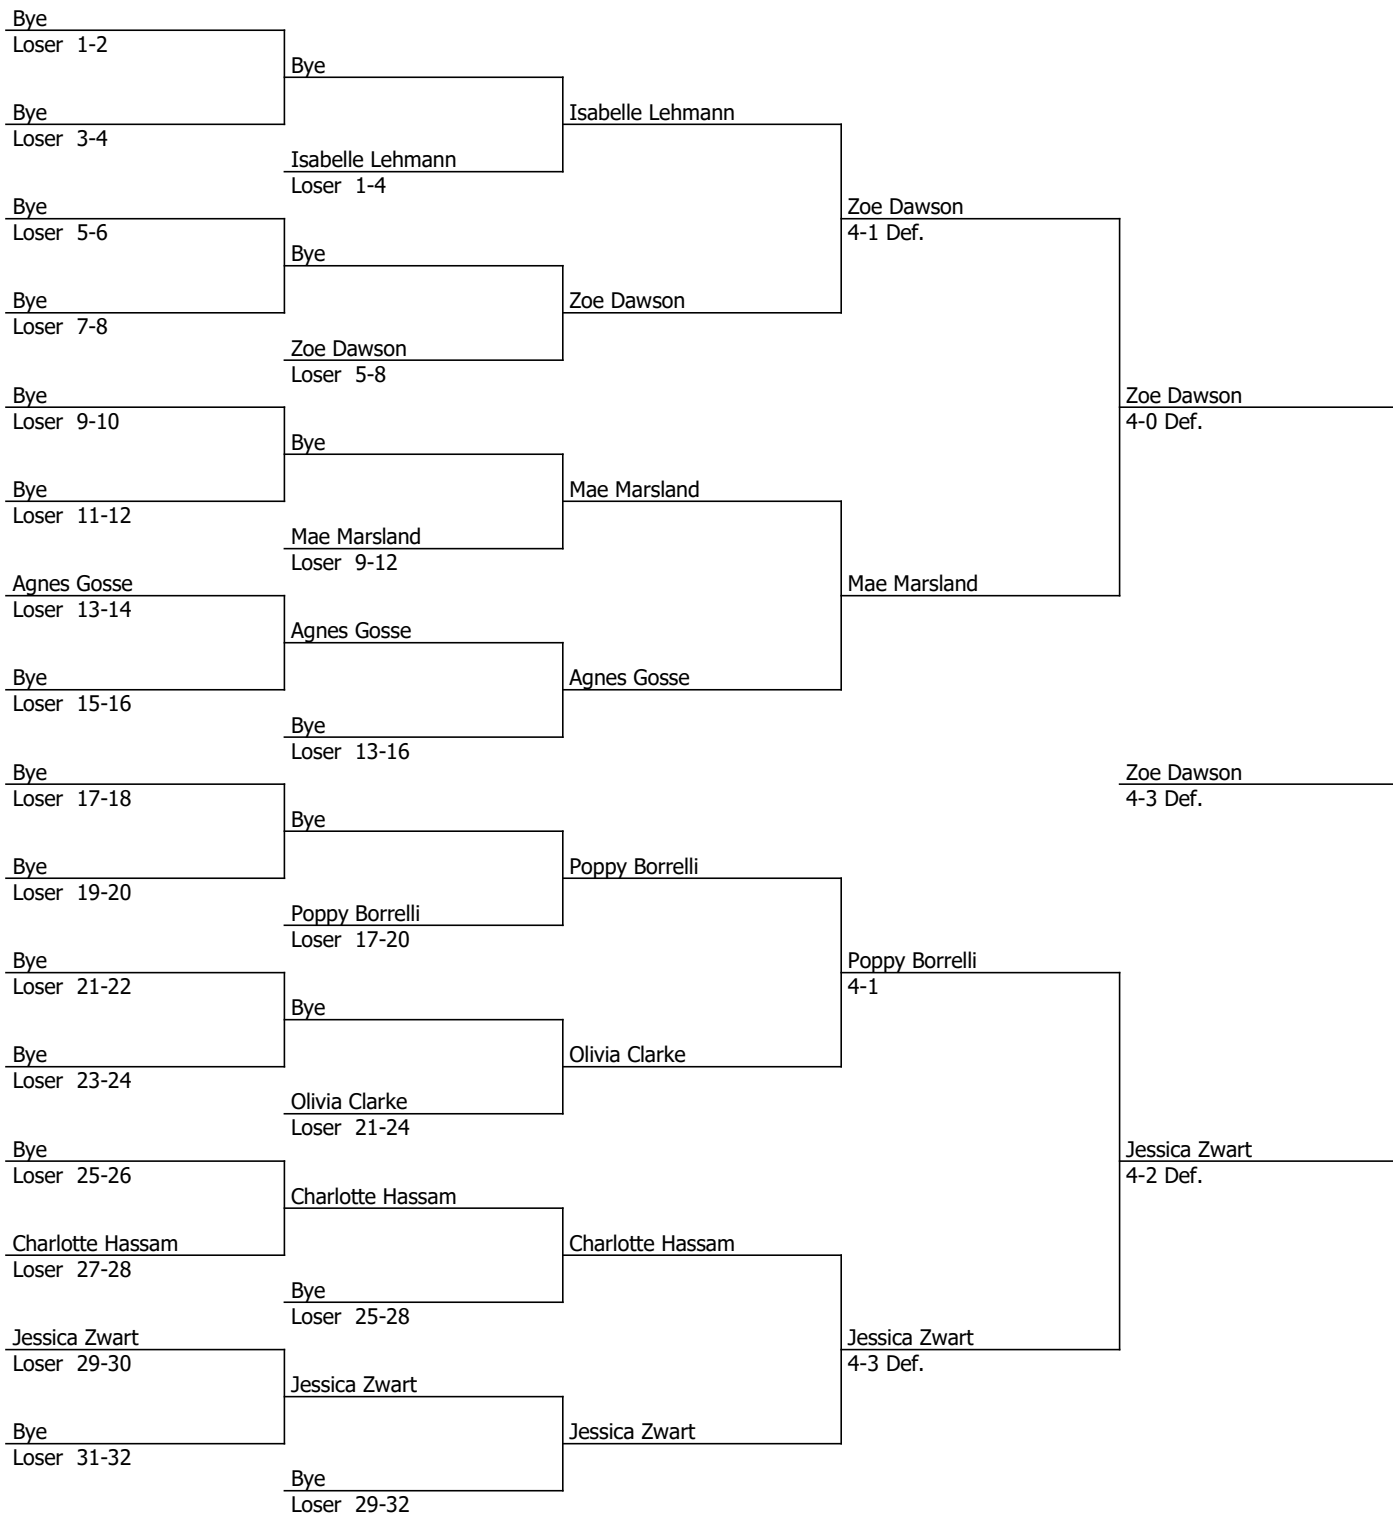 Bye
Loser 1-2
Bye
Loser 3-4
Bye
Loser 5-6
Bye
Loser 7-8
Bye
Loser 9-10
Bye
Loser 11-12
Agnes Gosse
Loser 13-14
Bye
Loser 15-16
Bye
Loser 17-18
Bye
Loser 19-20
Bye
Loser 21-22
Bye
Loser 23-24
Bye
Loser 25-26
Charlotte Hassam
Loser 27-28
Jessica Zwart
Loser 29-30
Bye
Loser 31-32
Bye
Isabelle Lehmann
Loser 1-4
Bye
Zoe Dawson
Loser 5-8
Bye
Mae Marsland
Loser 9-12
Agnes Gosse
Bye
Loser 13-16
Bye
Poppy Borrelli
Loser 17-20
Bye
Olivia Clarke
Loser 21-24
Charlotte Hassam
Bye
Loser 25-28
Jessica Zwart
Bye
Loser 29-32
Isabelle Lehmann
Zoe Dawson
Mae Marsland
Agnes Gosse
Poppy Borrelli
Olivia Clarke
Charlotte Hassam
Jessica Zwart
Zoe Dawson
4-1 Def.
Mae Marsland
Poppy Borrelli
4-1
Jessica Zwart
4-3 Def.
Zoe Dawson
4-0 Def.
Zoe Dawson
4-3 Def.
Jessica Zwart
4-2 Def.